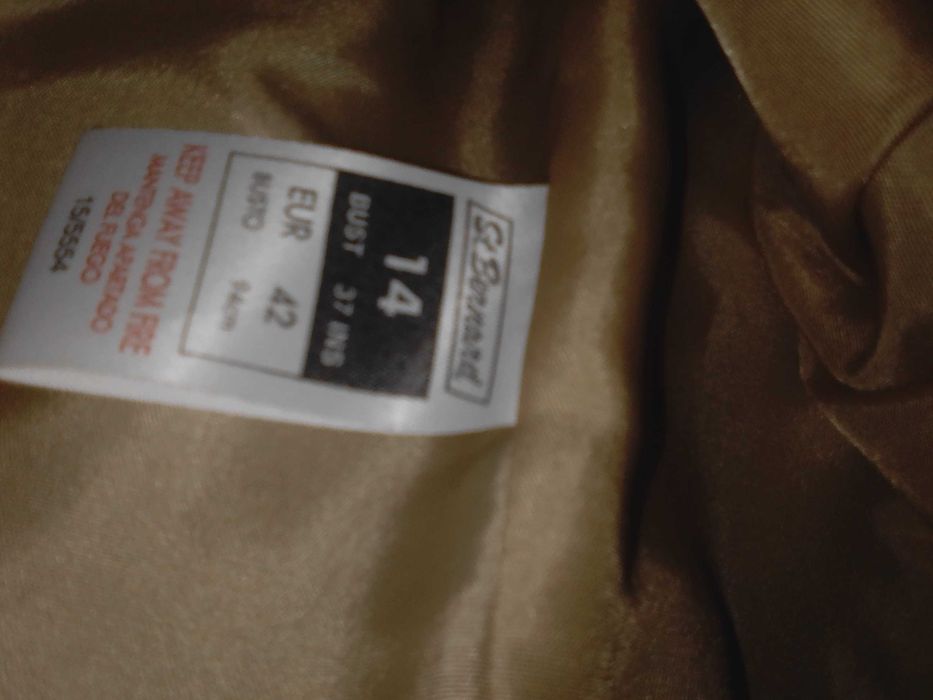 St Bernard
14
BUST 37 INS
EUR 42
BUSTO 94cm
KEEP AWAY FROM FIRE
MANTENGA APARTADO
DEL FUEGO
15/5554